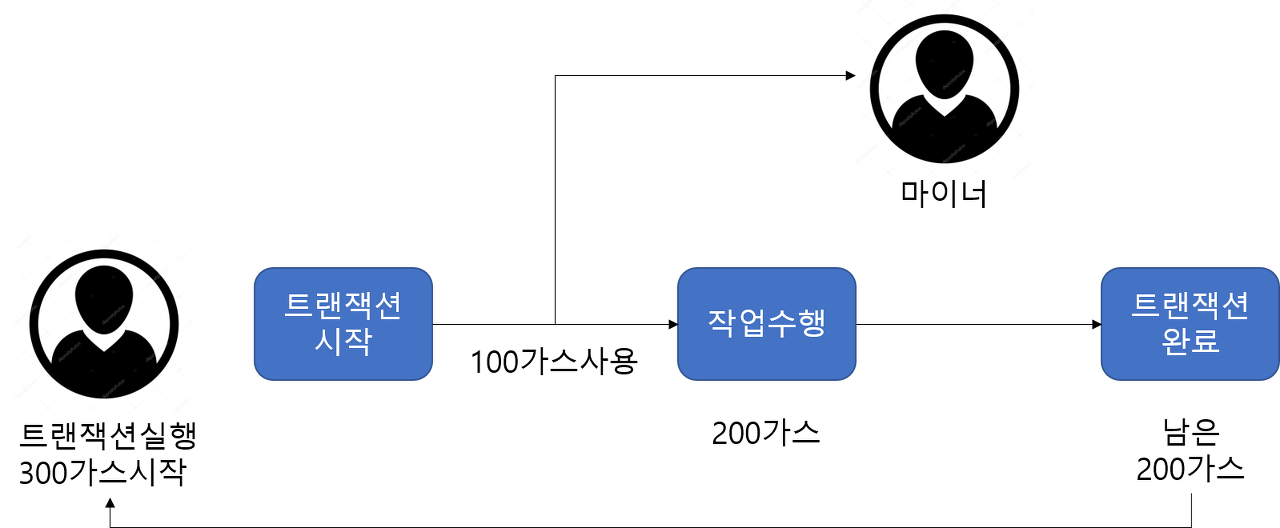 마이너
트랜잭션
시작
작업수행
트랜잭션
완료
100가스사용
트랜잭션실행
300가스시작
200가스
남은
200가스